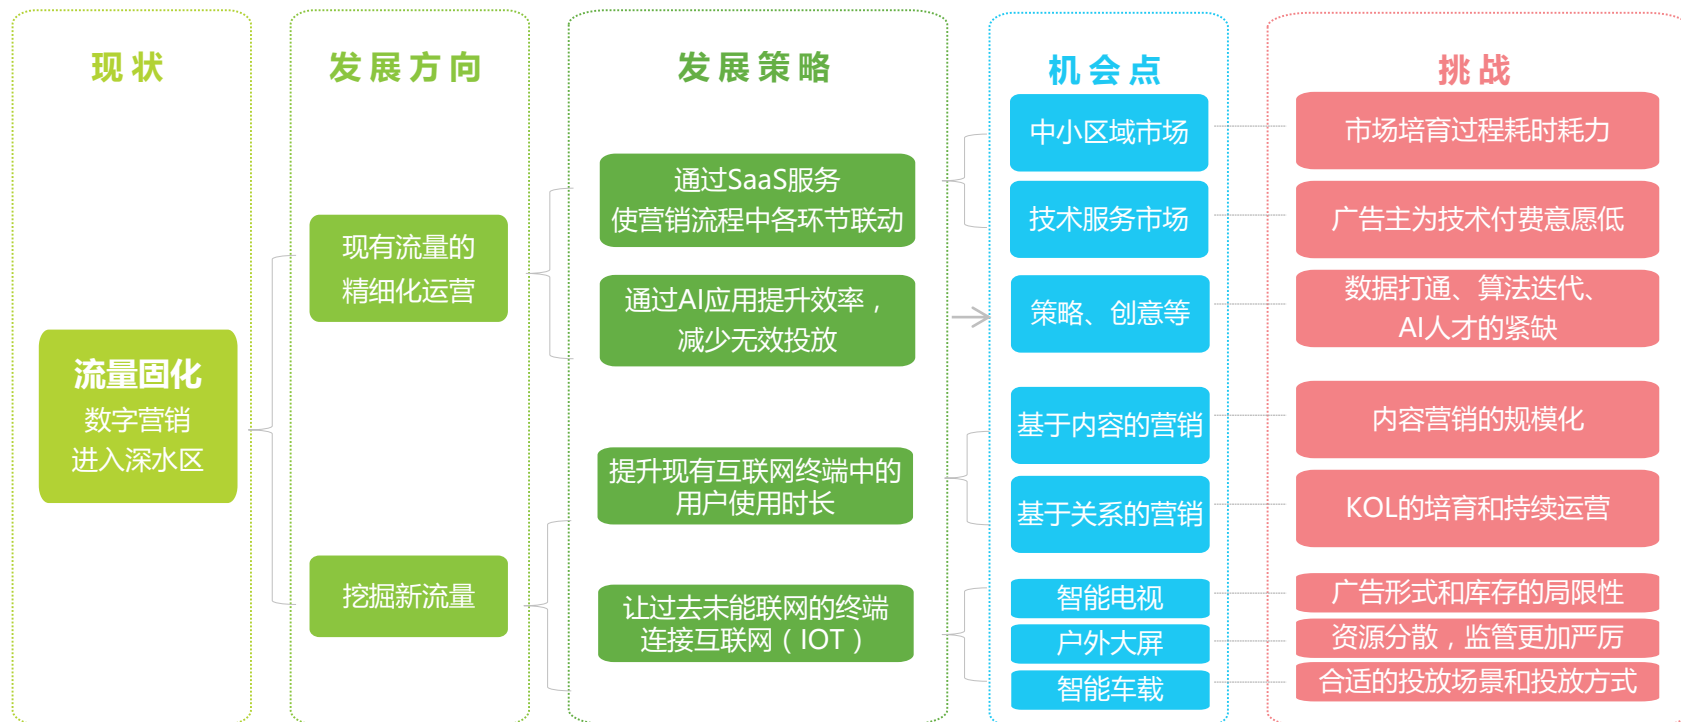 现状
流量固化
数字营销
进入深水区
发展方向
现有流量的
精细化运营
挖掘新流量
发展策略
通过SaaS服务
使营销流程中各环节联动
通过AI应用提升效率，
减少无效投放
提升现有互联网终端中的
用户使用时长
让过去未能联网的终端
连接互联网（IOT）
机会点
中小区域市场
技术服务市场
策略、创意等
基于内容的营销
基于关系的营销
智能电视
户外大屏
智能车载
挑战
市场培育过程耗时耗力
广告主为技术付费意愿低
数据打通、算法迭代、
AI人才的紧缺
内容营销的规模化
KOL的培育和持续运营
广告形式和库存的局限性
资源分散，监管更加严厉
合适的投放场景和投放方式